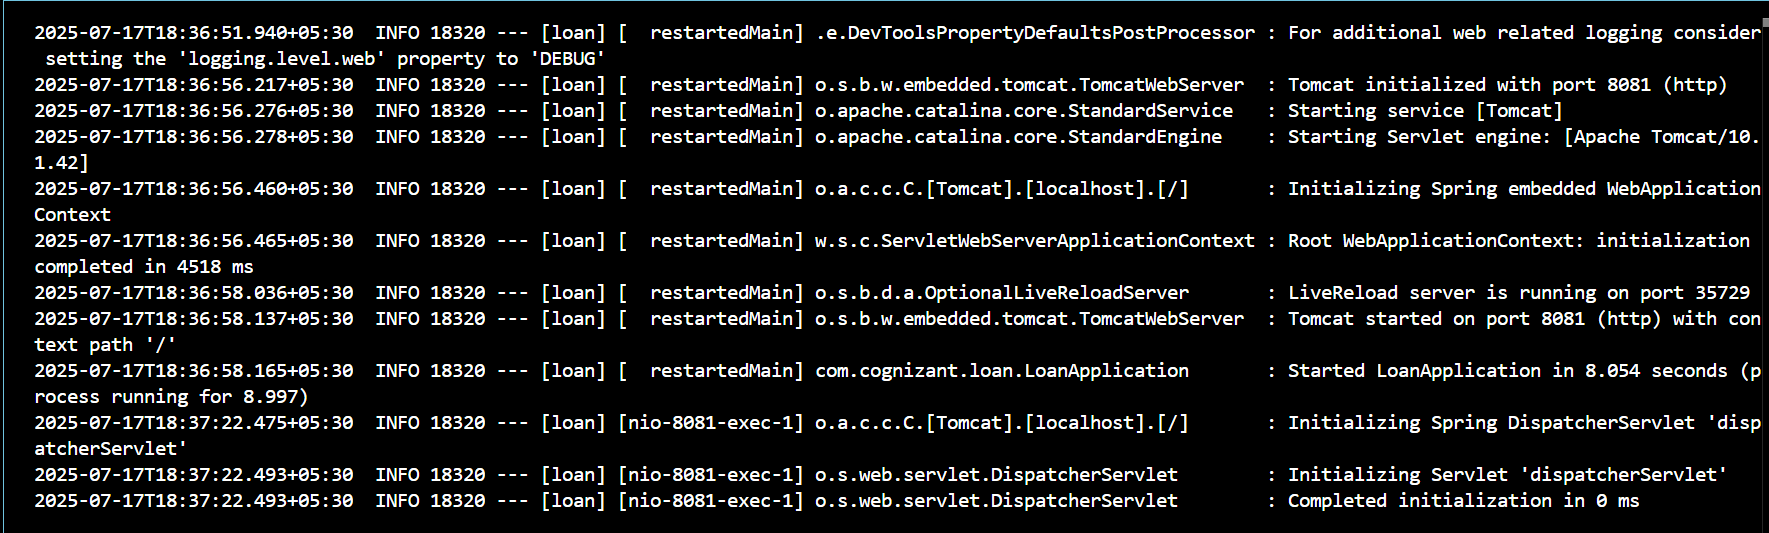 2025-07-17T18:36:51.940+05:30  INFO 18320 --- [loan] [  restartedMain] .e.DevToolsPropertyDefaultsPostProcessor : For additional web related logging consider
 setting the 'logging.level.web' property to 'DEBUG'
2025-07-17T18:36:56.217+05:30  INFO 18320 --- [loan] [  restartedMain] o.s.b.w.embedded.tomcat.TomcatWebServer  : Tomcat initialized with port 8081 (http)
2025-07-17T18:36:56.276+05:30  INFO 18320 --- [loan] [  restartedMain] o.apache.catalina.core.StandardService   : Starting service [Tomcat]
2025-07-17T18:36:56.278+05:30  INFO 18320 --- [loan] [  restartedMain] o.apache.catalina.core.StandardEngine    : Starting Servlet engine: [Apache Tomcat/10.
1.42]
2025-07-17T18:36:56.460+05:30  INFO 18320 --- [loan] [  restartedMain] o.a.c.c.C.[Tomcat].[localhost].[/]       : Initializing Spring embedded WebApplication
Context
2025-07-17T18:36:56.465+05:30  INFO 18320 --- [loan] [  restartedMain] w.s.c.ServletWebServerApplicationContext : Root WebApplicationContext: initialization
completed in 4518 ms
2025-07-17T18:36:58.036+05:30  INFO 18320 --- [loan] [  restartedMain] o.s.b.d.a.OptionalLiveReloadServer       : LiveReload server is running on port 35729
2025-07-17T18:36:58.137+05:30  INFO 18320 --- [loan] [  restartedMain] o.s.b.w.embedded.tomcat.TomcatWebServer  : Tomcat started on port 8081 (http) with con
text path '/'
2025-07-17T18:36:58.165+05:30  INFO 18320 --- [loan] [  restartedMain] com.cognizant.loan.LoanApplication       : Started LoanApplication in 8.054 seconds (p
rocess running for 8.997)
2025-07-17T18:37:22.475+05:30  INFO 18320 --- [loan] [nio-8081-exec-1] o.a.c.c.C.[Tomcat].[localhost].[/]       : Initializing Spring DispatcherServlet 'disp
atcherServlet'
2025-07-17T18:37:22.493+05:30  INFO 18320 --- [loan] [nio-8081-exec-1] o.s.web.servlet.DispatcherServlet        : Initializing Servlet 'dispatcherServlet'
2025-07-17T18:37:22.493+05:30  INFO 18320 --- [loan] [nio-8081-exec-1] o.s.web.servlet.DispatcherServlet        : Completed initialization in 0 ms